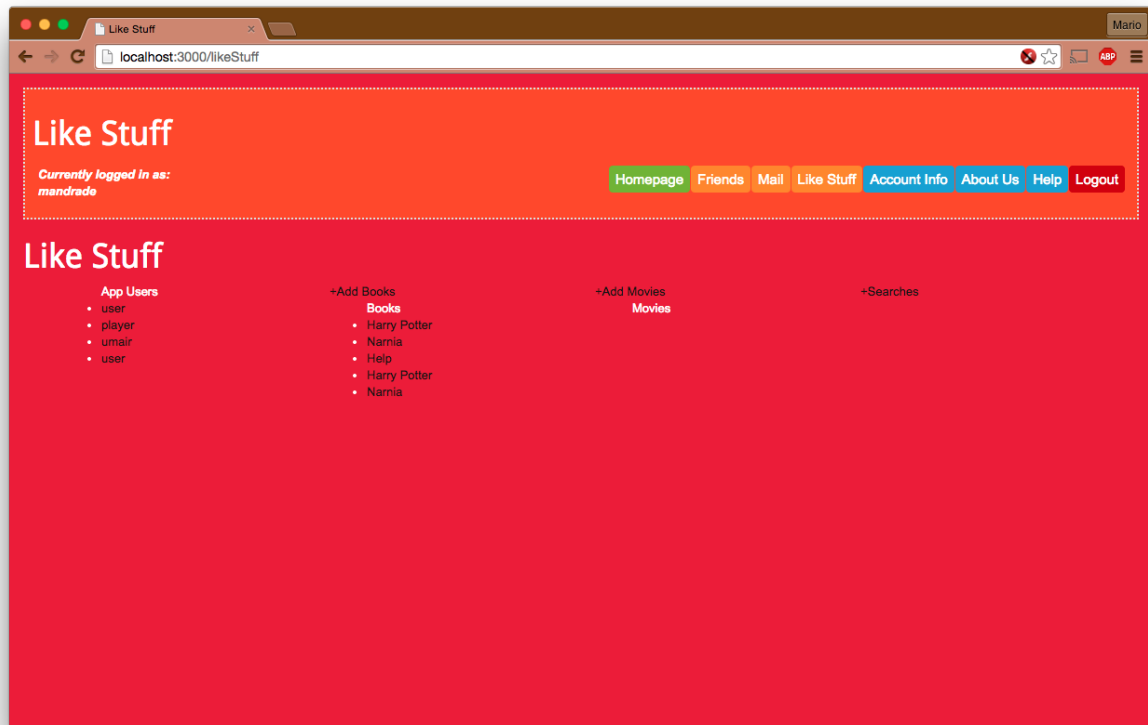 Like Stuff
Mario
localhost:3000/likeStuff
ABP
Like Stuff
Currently logged in as:
mandrade
Homepage Friends Mail Like Stuff Account Info About Us Help Logout
Like Stuff
App Users
user
player
umair
user
+Add Books
Books
Harry Potter
Narnia
Help
Harry Potter
Narnia
+Add Movies
Movies
+Searches